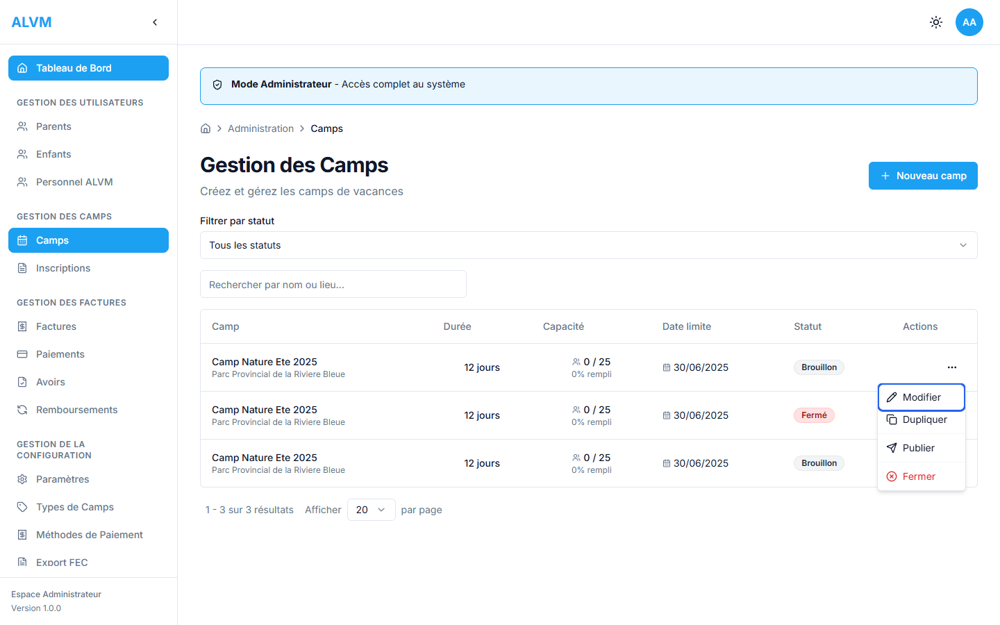 ALVM
AA
Tableau de Bord
GESTION DES UTILISATEURS
Parents
Enfants
Personnel ALVM
GESTION DES CAMPS
Camps
Inscriptions
GESTION DES FACTURES
Factures
Paiements
Avoirs
Remboursements
GESTION DE LA
CONFIGURATION
Paramètres
Types de Camps
Méthodes de Paiement
Export FEC
Espace Administrateur
Version 1.0.0
Mode Administrateur - Accès complet au système
Administration Camps
Gestion des Camps
Créez et gérez les camps de vacances
Nouveau camp
Filtrer par statut
Tous les statuts
Rechercher par nom ou lieu...
Camp Durée Capacité Date limite Statut Actions
Camp Nature Ete 2025
Parc Provincial de la Riviere Bleue
12 jours
0 / 25
0% rempli
30/06/2025
Brouillon
Camp Nature Ete 2025
Parc Provincial de la Riviere Bleue
12 jours
0 / 25
0% rempli
30/06/2025
Fermé
Camp Nature Ete 2025
Parc Provincial de la Riviere Bleue
12 jours
0 / 25
0% rempli
30/06/2025
Brouillon
Modifier
Dupliquer
Publier
Fermer
1 - 3 sur 3 résultats Afficher 20 par page